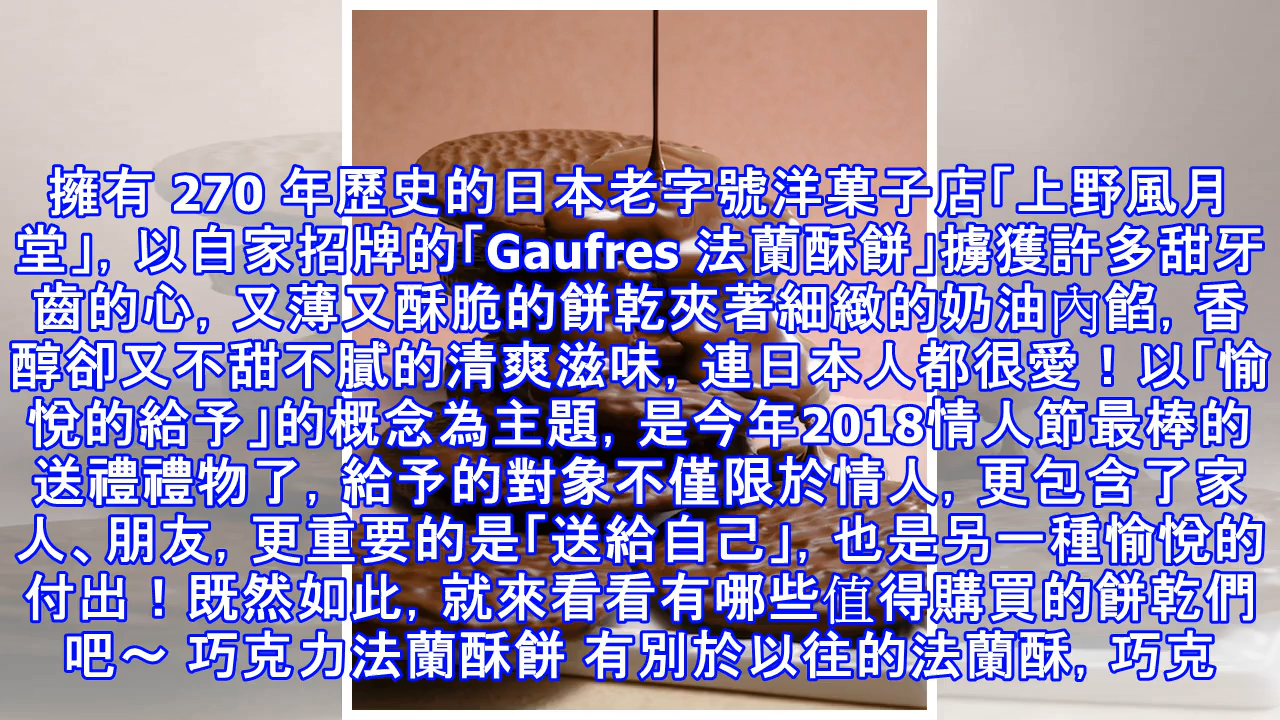 擁有 270 年歷史的日本老字號洋菓子店「上野風月
堂」, 以自家招牌的「Gaufres 法蘭酥餅」擄獲許多甜牙
齒的心, 又薄又酥脆的餅乾夾著細緻的奶油內餡, 香
醇卻又不甜不膩的清爽滋味, 連日本人都很愛！以「愉
悅的給予」的概念為主題, 是今年2018情人節最棒的
送禮禮物了, 給予的對象不僅限於情人, 更包含了家
人、朋友, 更重要的是「送給自己」, 也是另一種愉悅的
付出！既然如此, 就來看看有哪些值得購買的餅乾們
吧～ 巧克力法蘭酥餅 有別於以往的法蘭酥, 巧克